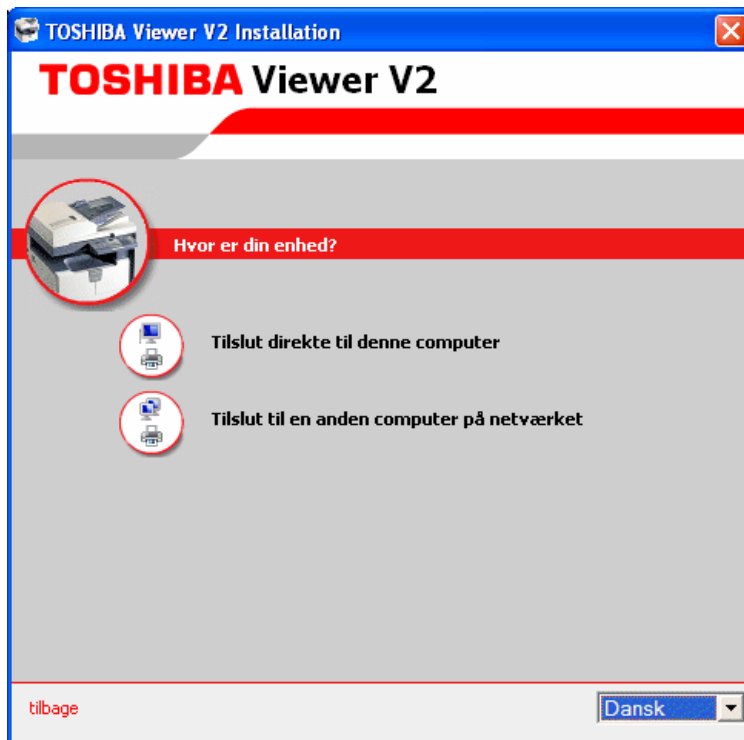 TOSHIBA Viewer V2 Installation
TOSHIBA Viewer V2
Hvor er din enhed?
Tilslut direkte til denne computer
Tilslut til en anden computer på netværket
tilbage
Dansk